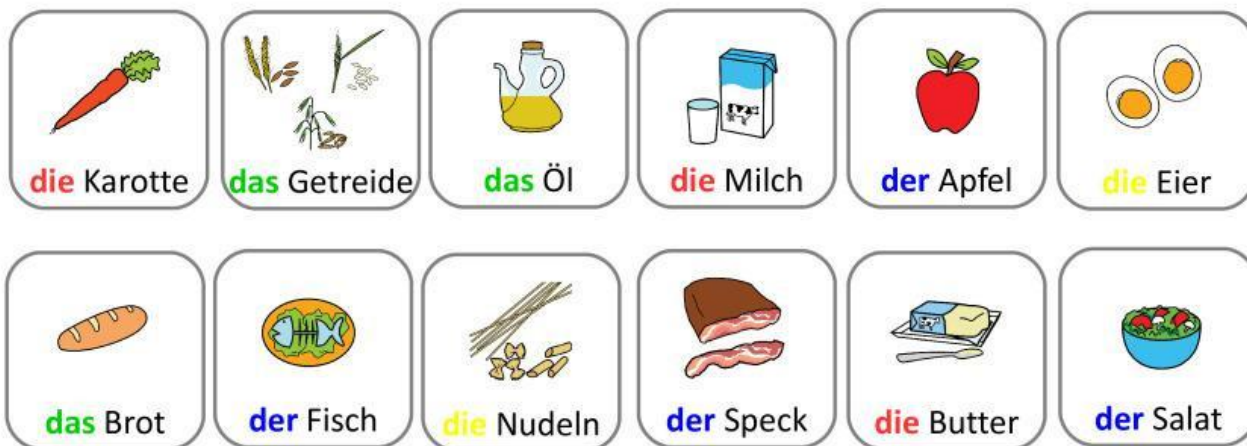 die Karotte
das Getreide
das Öl
die Milch
der Apfel
die Eier
das Brot
der Fisch
die Nudeln
der Speck
die Butter
der Salat